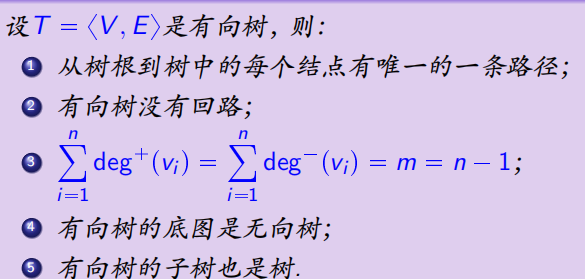 设T = ⟨V, E⟩是有向树，则：
1 从树根到树中的每个结点有唯一的一条路径；
2 有向树没有回路；
3 $\sum_{i=1}^{n} \deg^{+}(v_i) = \sum_{i=1}^{n} \deg^{-}(v_i) = m = n - 1$；
4 有向树的底图是无向树；
5 有向树的子树也是树.